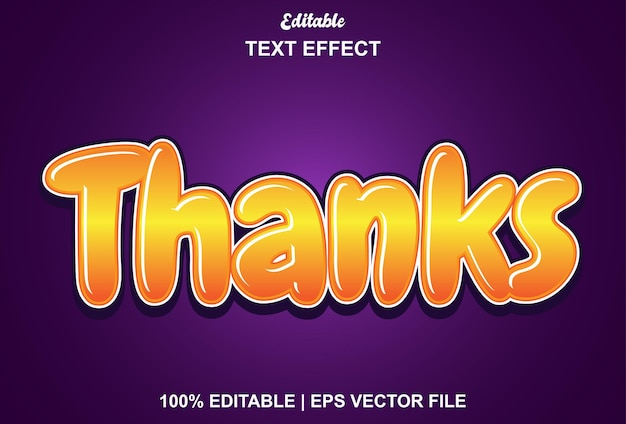 Editable
TEXT EFFECT
Thanks
100% EDITABLE | EPS VECTOR FILE